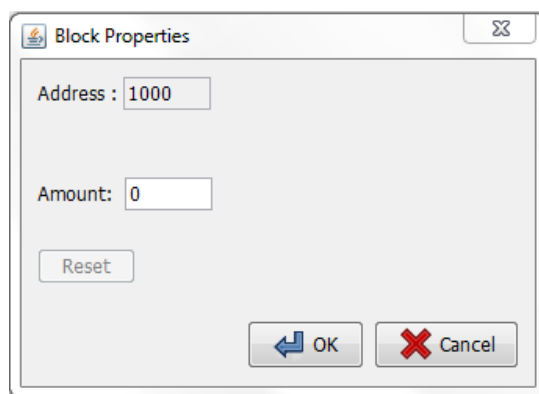 Block Properties
Address : 1000
Amount: 0
Reset
OK Cancel